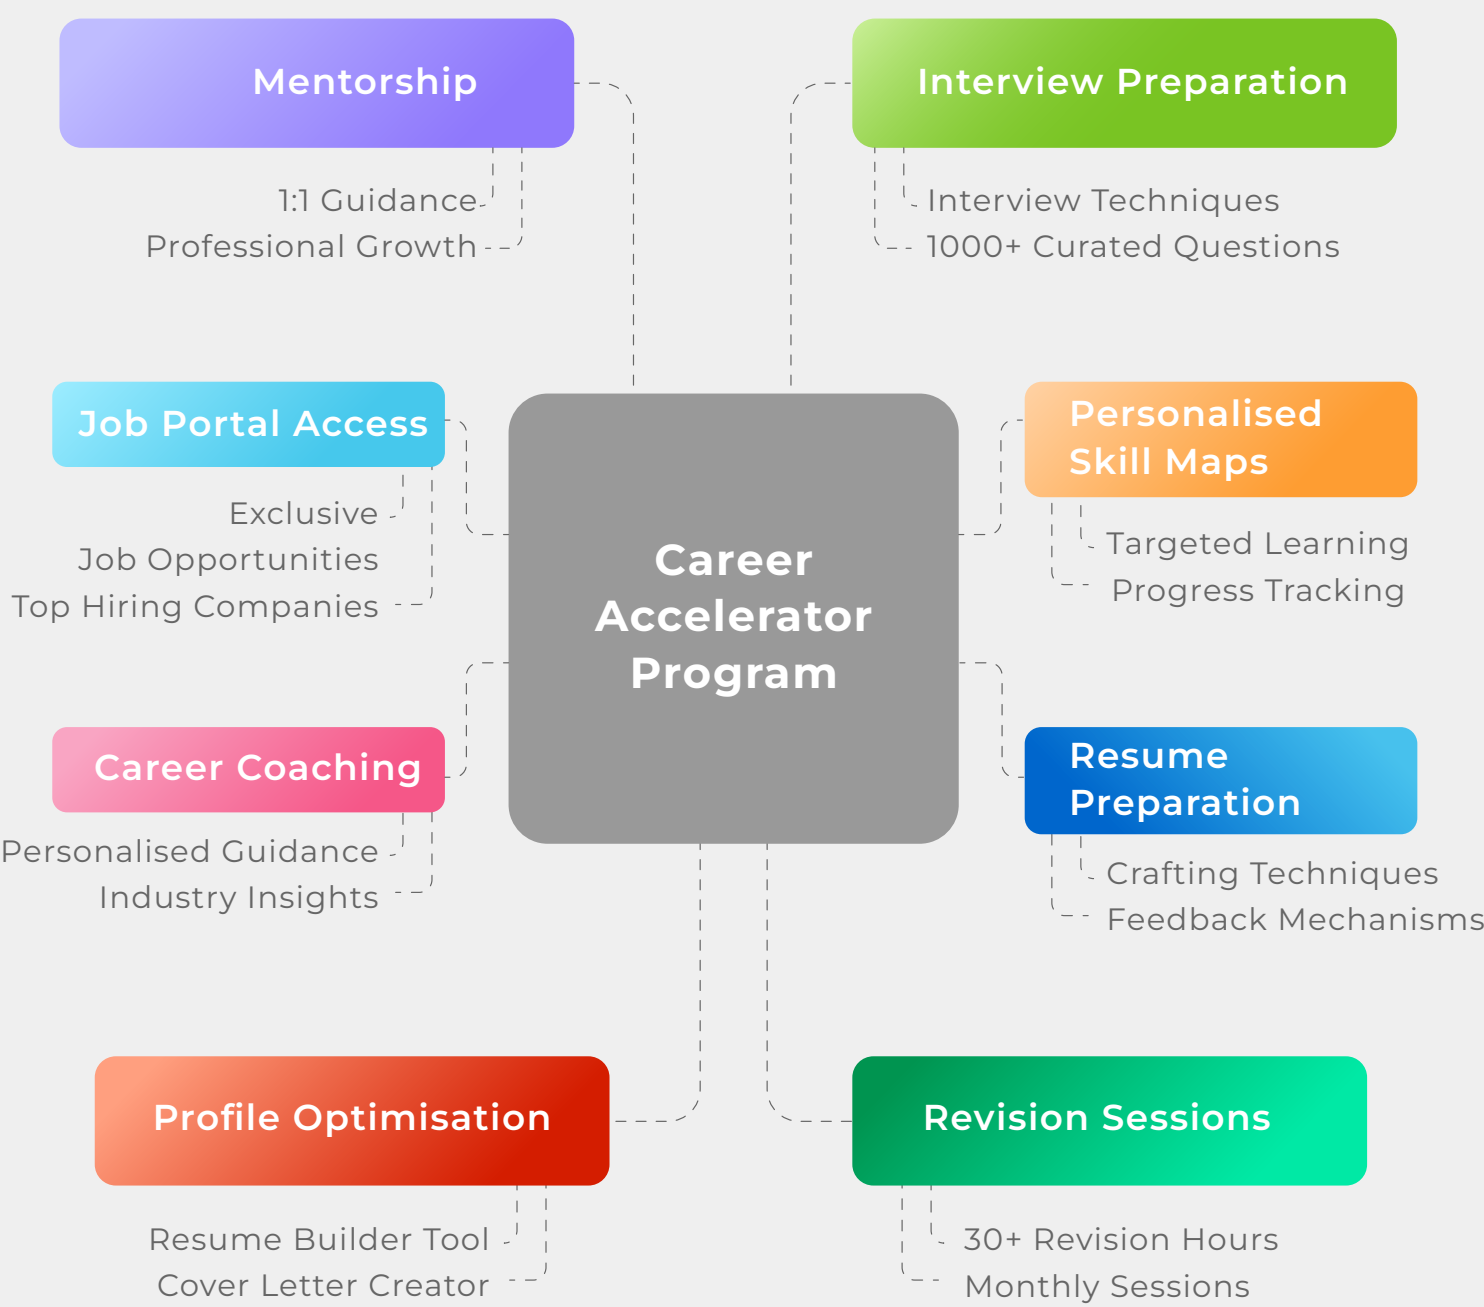 Mentorship
1:1 Guidance
Professional Growth
Interview Preparation
Interview Techniques
1000+ Curated Questions
Job Portal Access
Exclusive
Job Opportunities
Top Hiring Companies
Career
Accelerator
Program
Personalised
Skill Maps
Targeted Learning
Progress Tracking
Career Coaching
Personalised Guidance
Industry Insights
Resume
Preparation
Crafting Techniques
Feedback Mechanisms
Profile Optimisation
Resume Builder Tool
Cover Letter Creator
Revision Sessions
30+ Revision Hours
Monthly Sessions